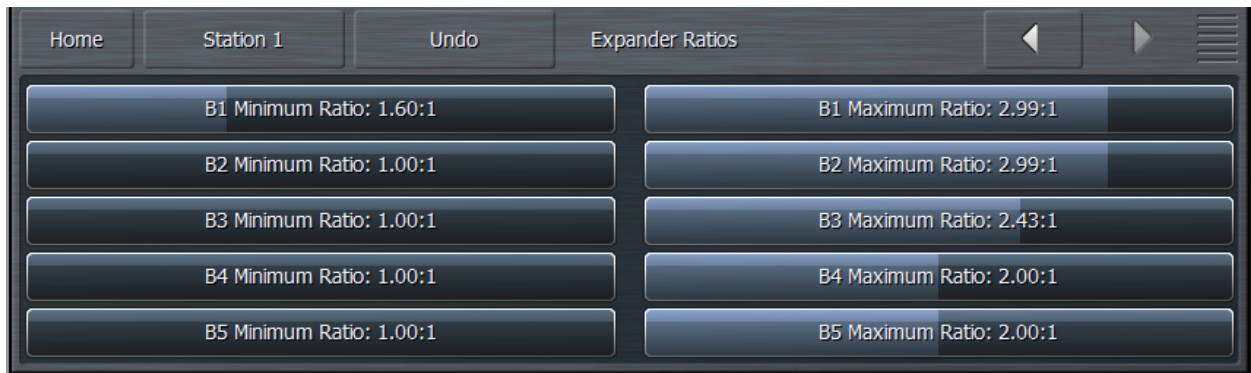 Home Station 1 Undo Expander Ratios
B1 Minimum Ratio: 1.60:1 B1 Maximum Ratio: 2.99:1
B2 Minimum Ratio: 1.00:1 B2 Maximum Ratio: 2.99:1
B3 Minimum Ratio: 1.00:1 B3 Maximum Ratio: 2.43:1
B4 Minimum Ratio: 1.00:1 B4 Maximum Ratio: 2.00:1
B5 Minimum Ratio: 1.00:1 B5 Maximum Ratio: 2.00:1